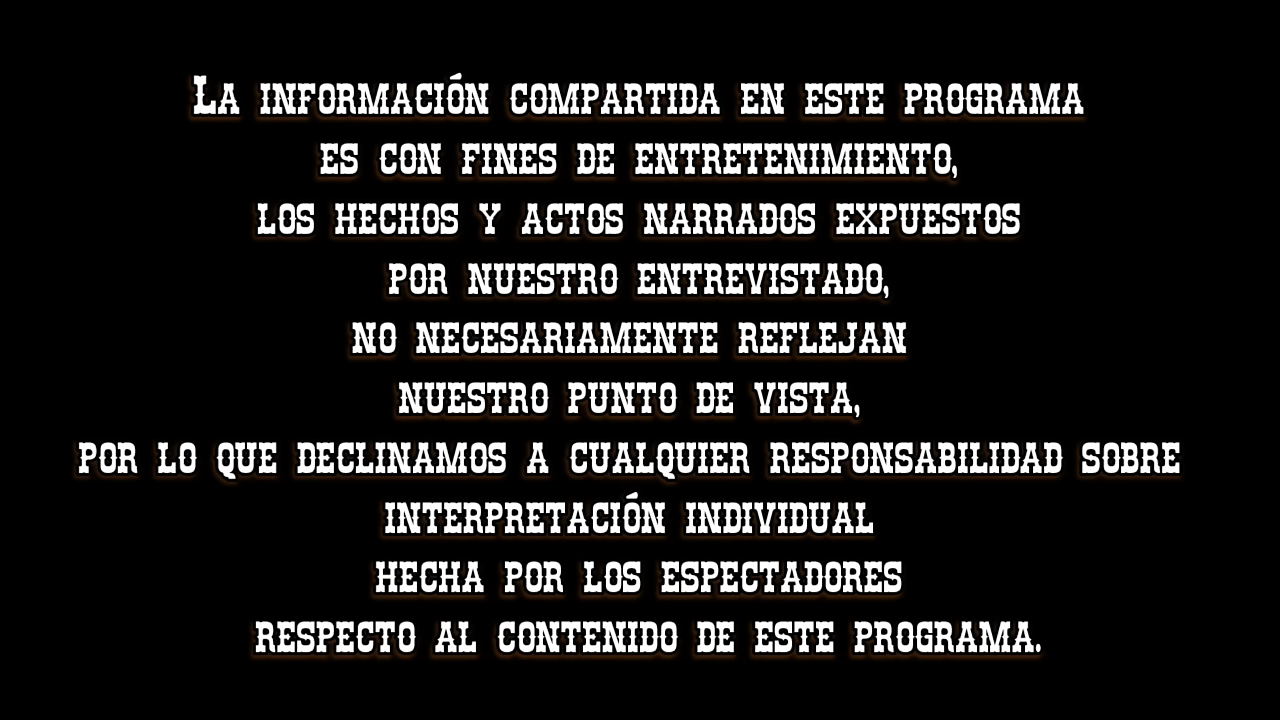 La información compartida en este programa
es con fines de entretenimiento,
los hechos y actos narrados expuestos
por nuestro entrevistado,
no necesariamente reflejan
nuestro punto de vista,
por lo que declinamos a cualquier responsabilidad sobre
interpretación individual
hecha por los espectadores
respecto al contenido de este programa.